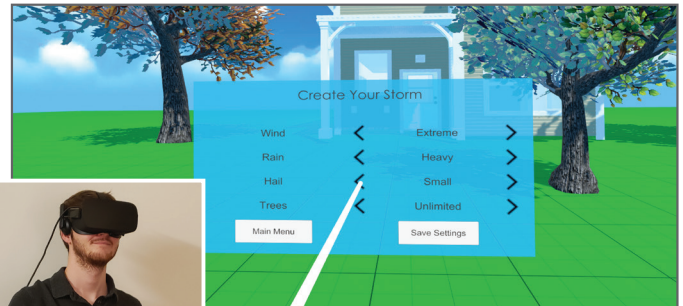 Create Your Storm
Wind Extreme
Rain Heavy
Hail Small
Trees Unlimited
Main Menu Save Settings